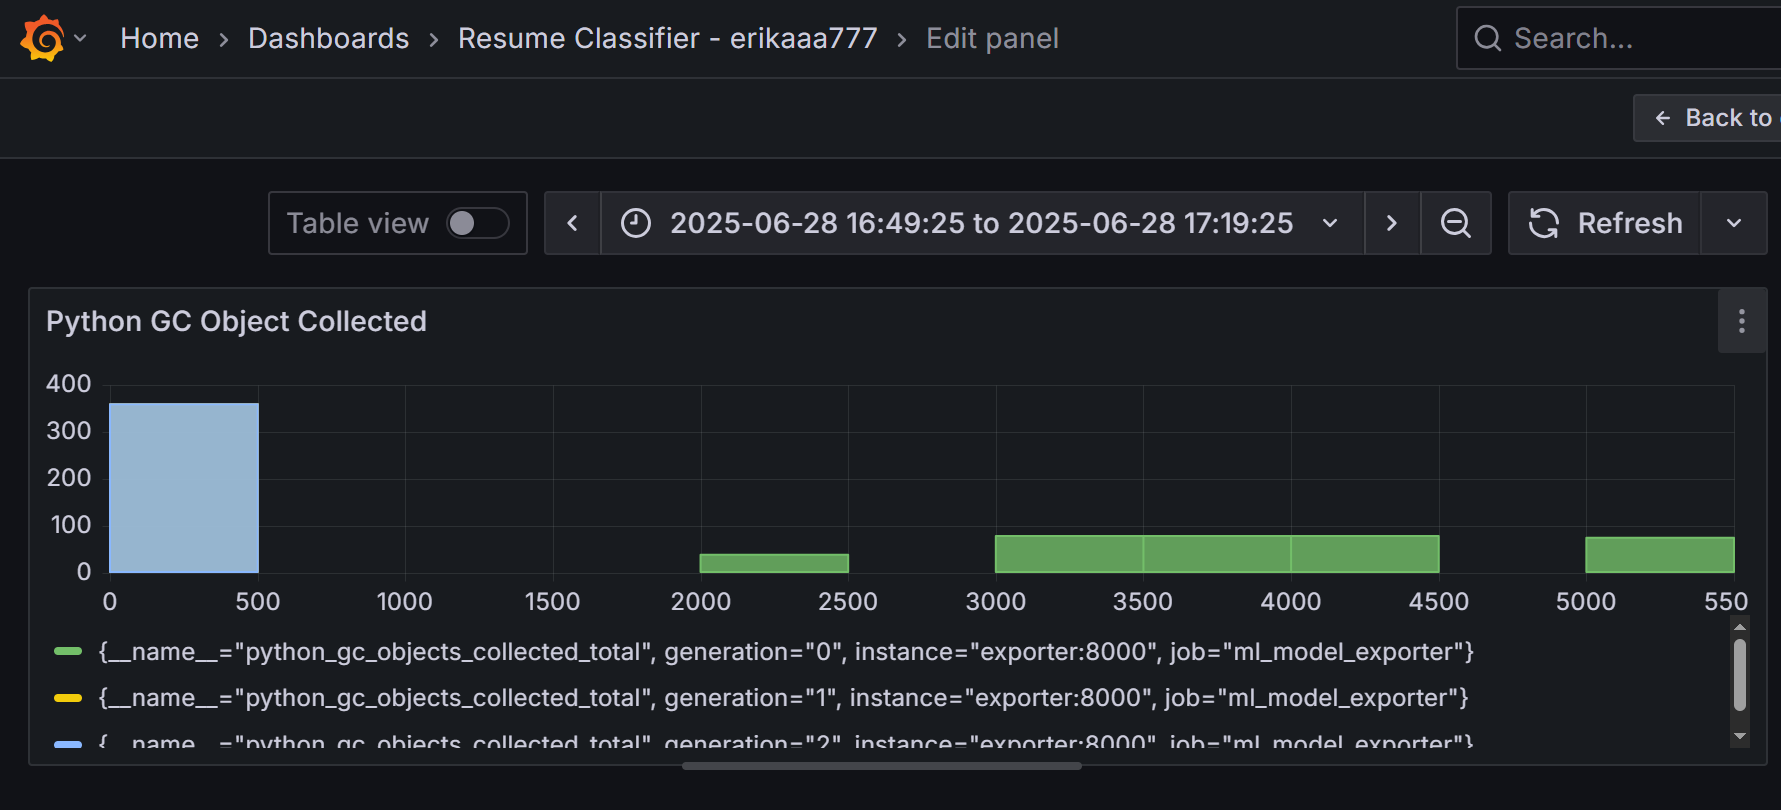 Home › Dashboards › Resume Classifier - erikaaa777 › Edit panel
Search...
← Back to
Table view
2025-06-28 16:49:25 to 2025-06-28 17:19:25
Refresh
Python GC Object Collected
400
300
200
100
0
0 500 1000 1500 2000 2500 3000 3500 4000 4500 5000 550
{__name__="python_gc_objects_collected_total", generation="0", instance="exporter:8000", job="ml_model_exporter"}
{__name__="python_gc_objects_collected_total", generation="1", instance="exporter:8000", job="ml_model_exporter"}
{__name__="python_gc_objects_collected_total", generation="2", instance="exporter:8000", job="ml_model_exporter"}